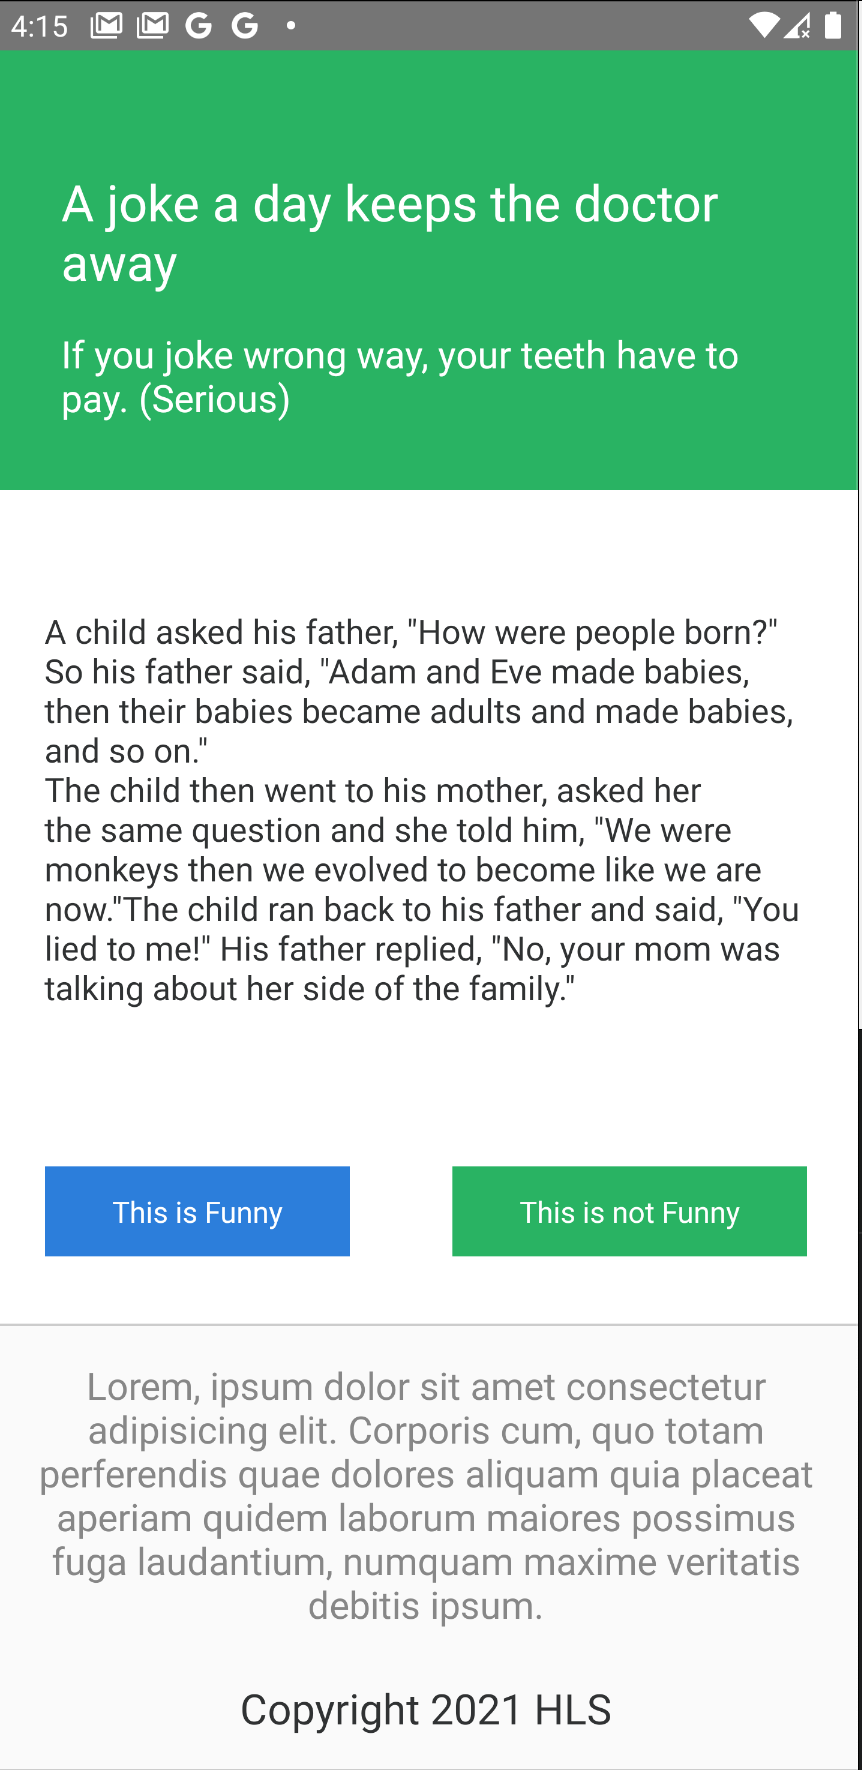 4:15
A joke a day keeps the doctor
away
If you joke wrong way, your teeth have to
pay. (Serious)
A child asked his father, "How were people born?"
So his father said, "Adam and Eve made babies,
then their babies became adults and made babies,
and so on."
The child then went to his mother, asked her
the same question and she told him, "We were
monkeys then we evolved to become like we are
now."The child ran back to his father and said, "You
lied to me!" His father replied, "No, your mom was
talking about her side of the family."
This is Funny
This is not Funny
Lorem, ipsum dolor sit amet consectetur
adipisicing elit. Corporis cum, quo totam
perferendis quae dolores aliquam quia placeat
aperiam quidem laborum maiores possimus
fuga laudantium, numquam maxime veritatis
debitis ipsum.
Copyright 2021 HLS